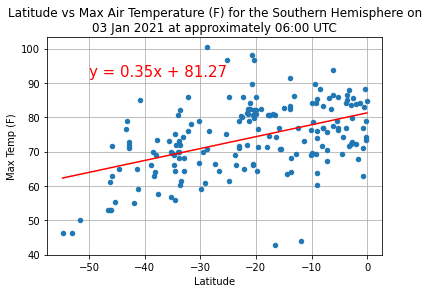 Latitude vs Max Air Temperature (F) for the Southern Hemisphere on
03 Jan 2021 at approximately 06:00 UTC
100
90
80
70
60
50
40
Max Temp (F)
y = 0.35x + 81.27
−50
−40
−30
−20
−10
0
Latitude